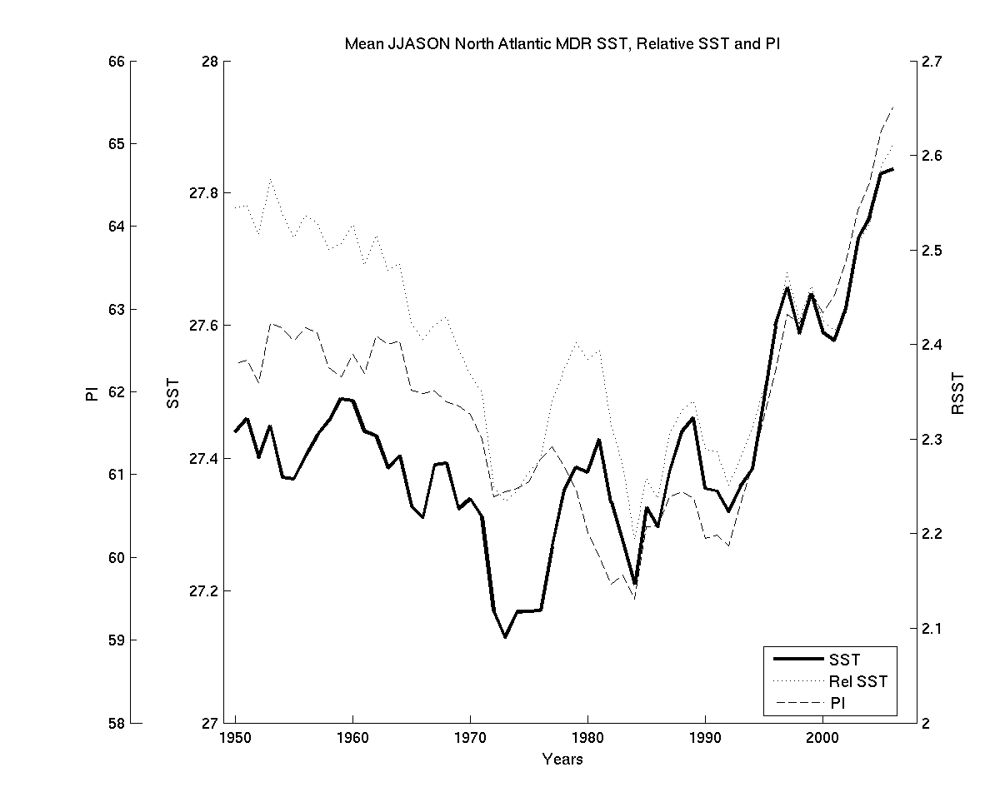 Mean JJASON North Atlantic MDR SST, Relative SST and PI
66
65
64
63
62
61
60
59
58
PI
28
27.8
27.6
27.4
27.2
27
SST
2.7
2.6
2.5
2.4
2.3
2.2
2.1
2
RSST
SST
Rel SST
PI
1950 1960 1970 1980 1990 2000
Years